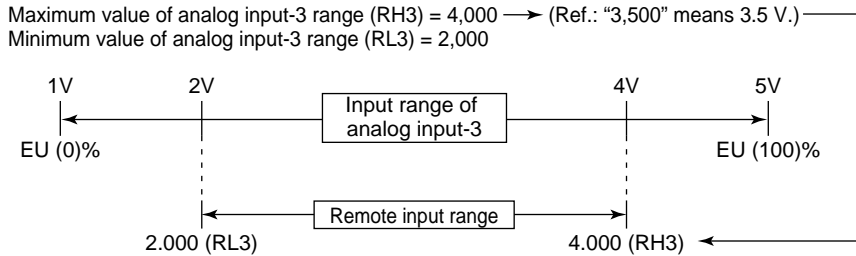 Maximum value of analog input-3 range (RH3) = 4,000 → (Ref.: “3,500” means 3.5 V.)
Minimum value of analog input-3 range (RL3) = 2,000
1V 2V 4V 5V
Input range of
analog input-3
EU (0)% EU (100)%
Remote input range
2.000 (RL3) 4.000 (RH3)